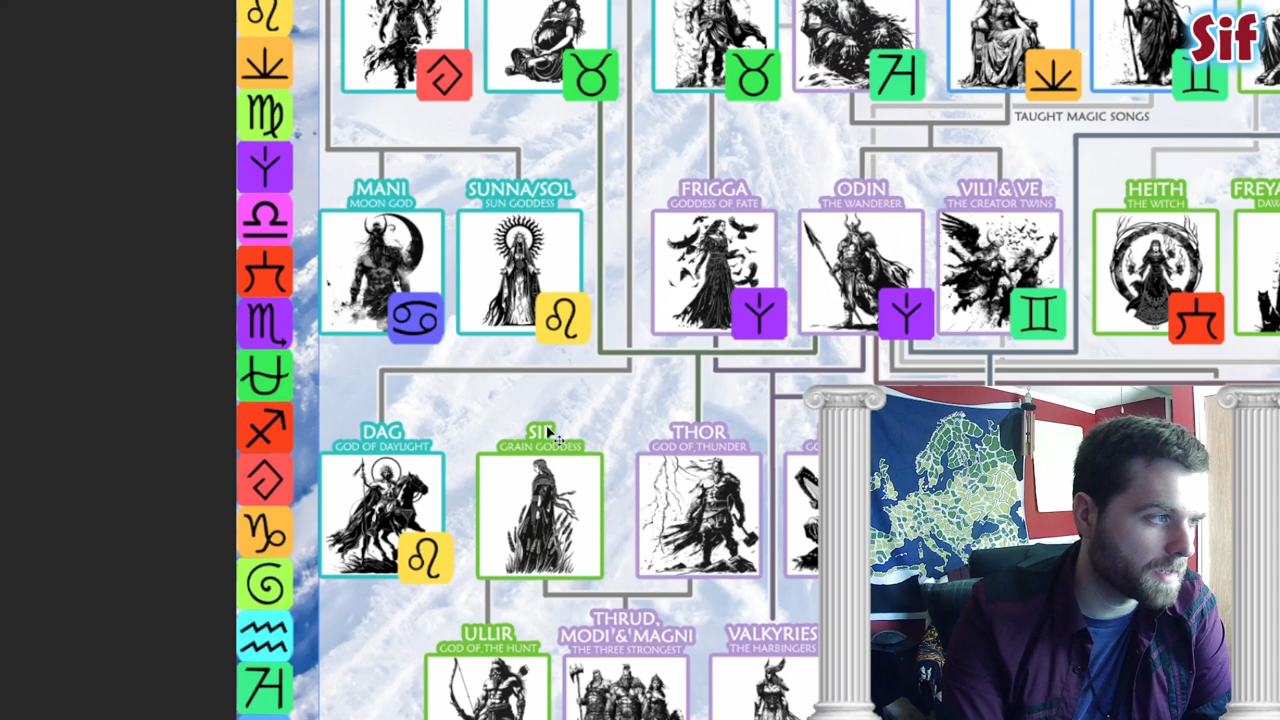 Sif
TAUGHT MAGIC SONGS
MANI
MOON GOD
SUNNA/SOL
SUN GODDESS
FRIGGA
GODDESS OF FATE
ODIN
THE WANDERER
VILI & VE
THE CREATOR TWINS
HEITH
THE WITCH
FREYA
DAG
GOD OF DAYLIGHT
GRAIN GODDESS
THOR
GOD OF THUNDER
ULLIR
GOD OF THE HUNT
THRUD,
MODI & MAGNI
THE THREE STRONGEST
VALKYRIES
THE HARBINGERS